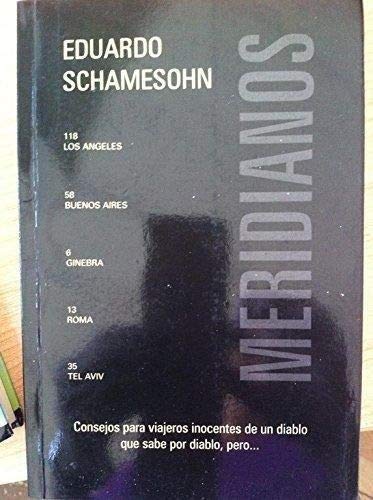 EDUARDO
SCHAMESOHN
118
LOS ANGELES
58
BUENOS AIRES
6
GINEBRA
13
ROMA
35
TEL AVIV
MERIDIANOS
Consejos para viajeros inocentes de un diablo
que sabe por diablo, pero...